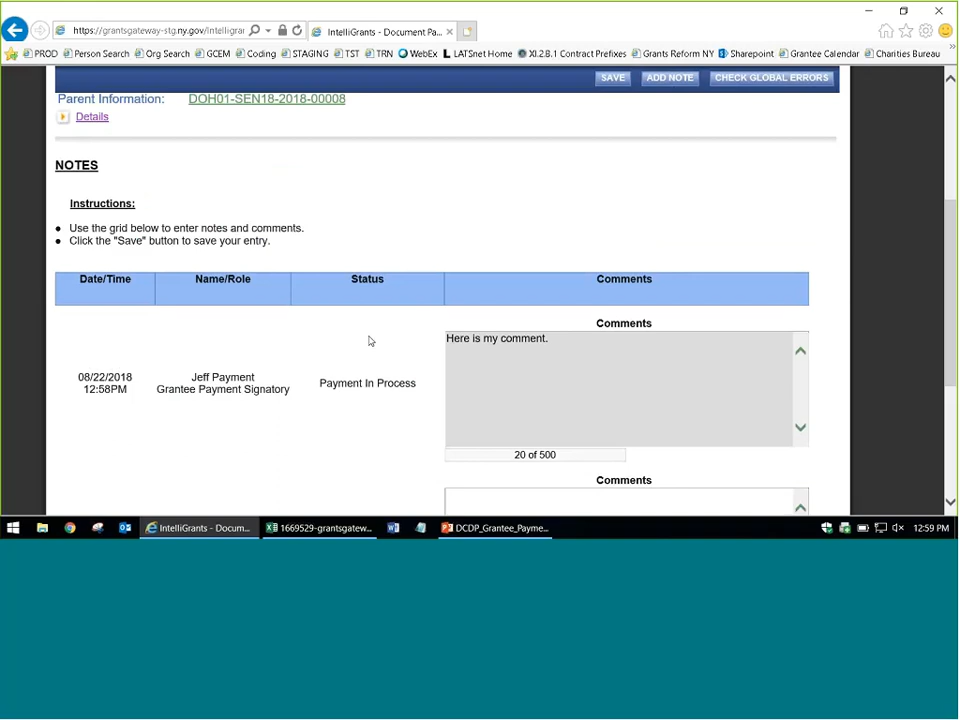 https://grantsgateway-stg.ny.gov/Intelligrar
IntelliGrants - Document Pa...
PROD Person Search Org Search GCEM Coding STAGING TST TRN WebEx LATSnet Home XI.2.8.1 Contract Prefixes Grants Reform NY Sharepoint Grantee Calendar Charities Bureau
SAVE ADD NOTE CHECK GLOBAL ERRORS
Parent Information: DOH01-SEN18-2018-00008
Details
NOTES
Instructions:
Use the grid below to enter notes and comments.
Click the "Save" button to save your entry.
Date/Time Name/Role Status Comments
Comments
Here is my comment.
08/22/2018 Jeff Payment
12:58PM Grantee Payment Signatory
Payment In Process
20 of 500
Comments
IntelliGrants - Docum... 1669529-grantsgatew... DCDP_Grantee_Payme... 12:59 PM